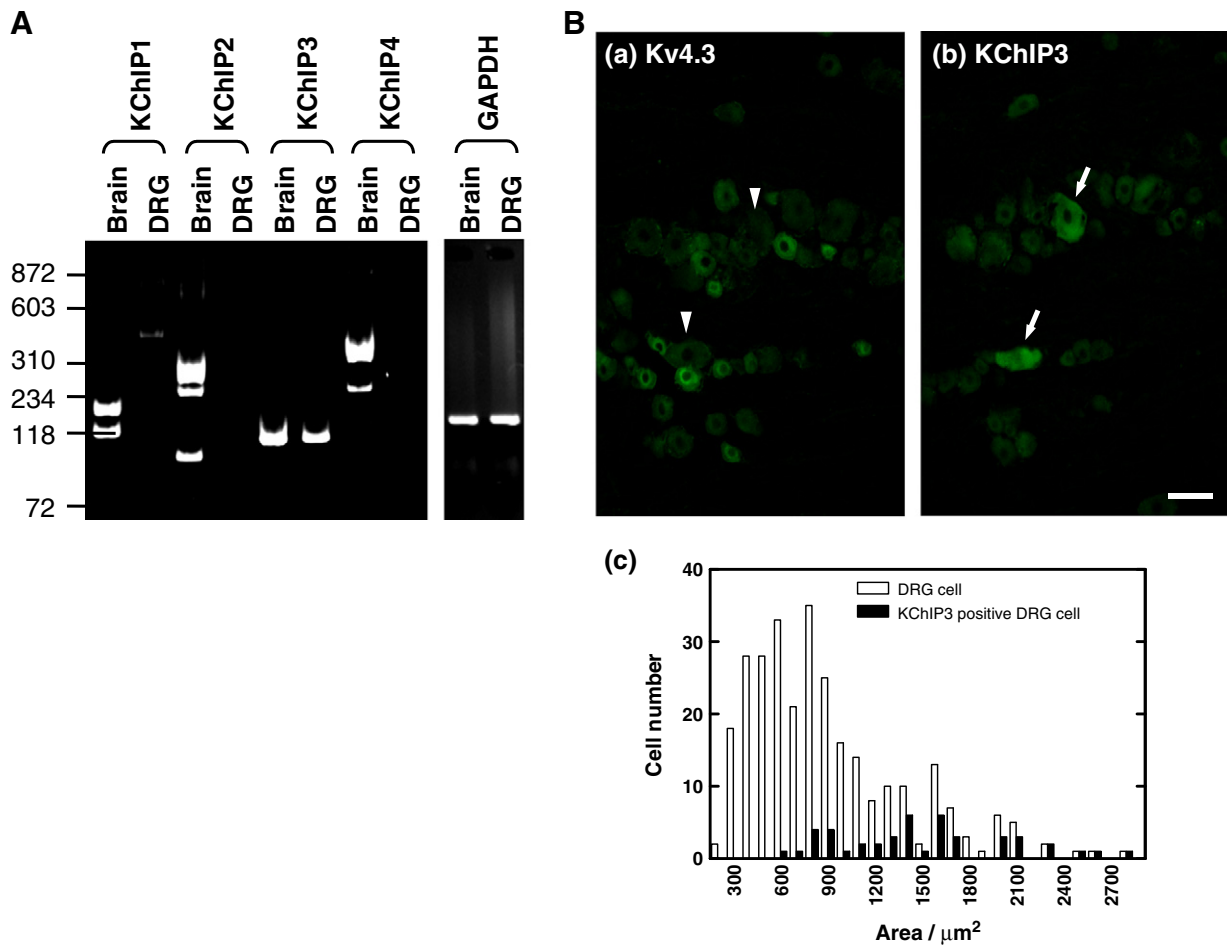 A
KChIP1
KChIP2
KChIP3
KChIP4
GAPDH
Brain
DRG
Brain
DRG
Brain
DRG
Brain
DRG
Brain
DRG
872
603
310
234
118
72
B
(a) Kv4.3
(b) KChIP3
(c)
40
30
20
10
0
Cell number
DRG cell
KChIP3 positive DRG cell
300
600
900
1200
1500
1800
2100
2400
2700
Area / μm²